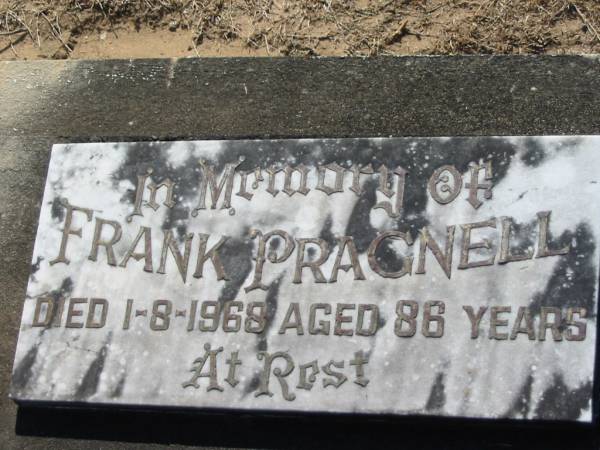 In Memory of
FRANK PRAGNELL
DIED 1-8-1968 AGED 86 YEARS
At Rest